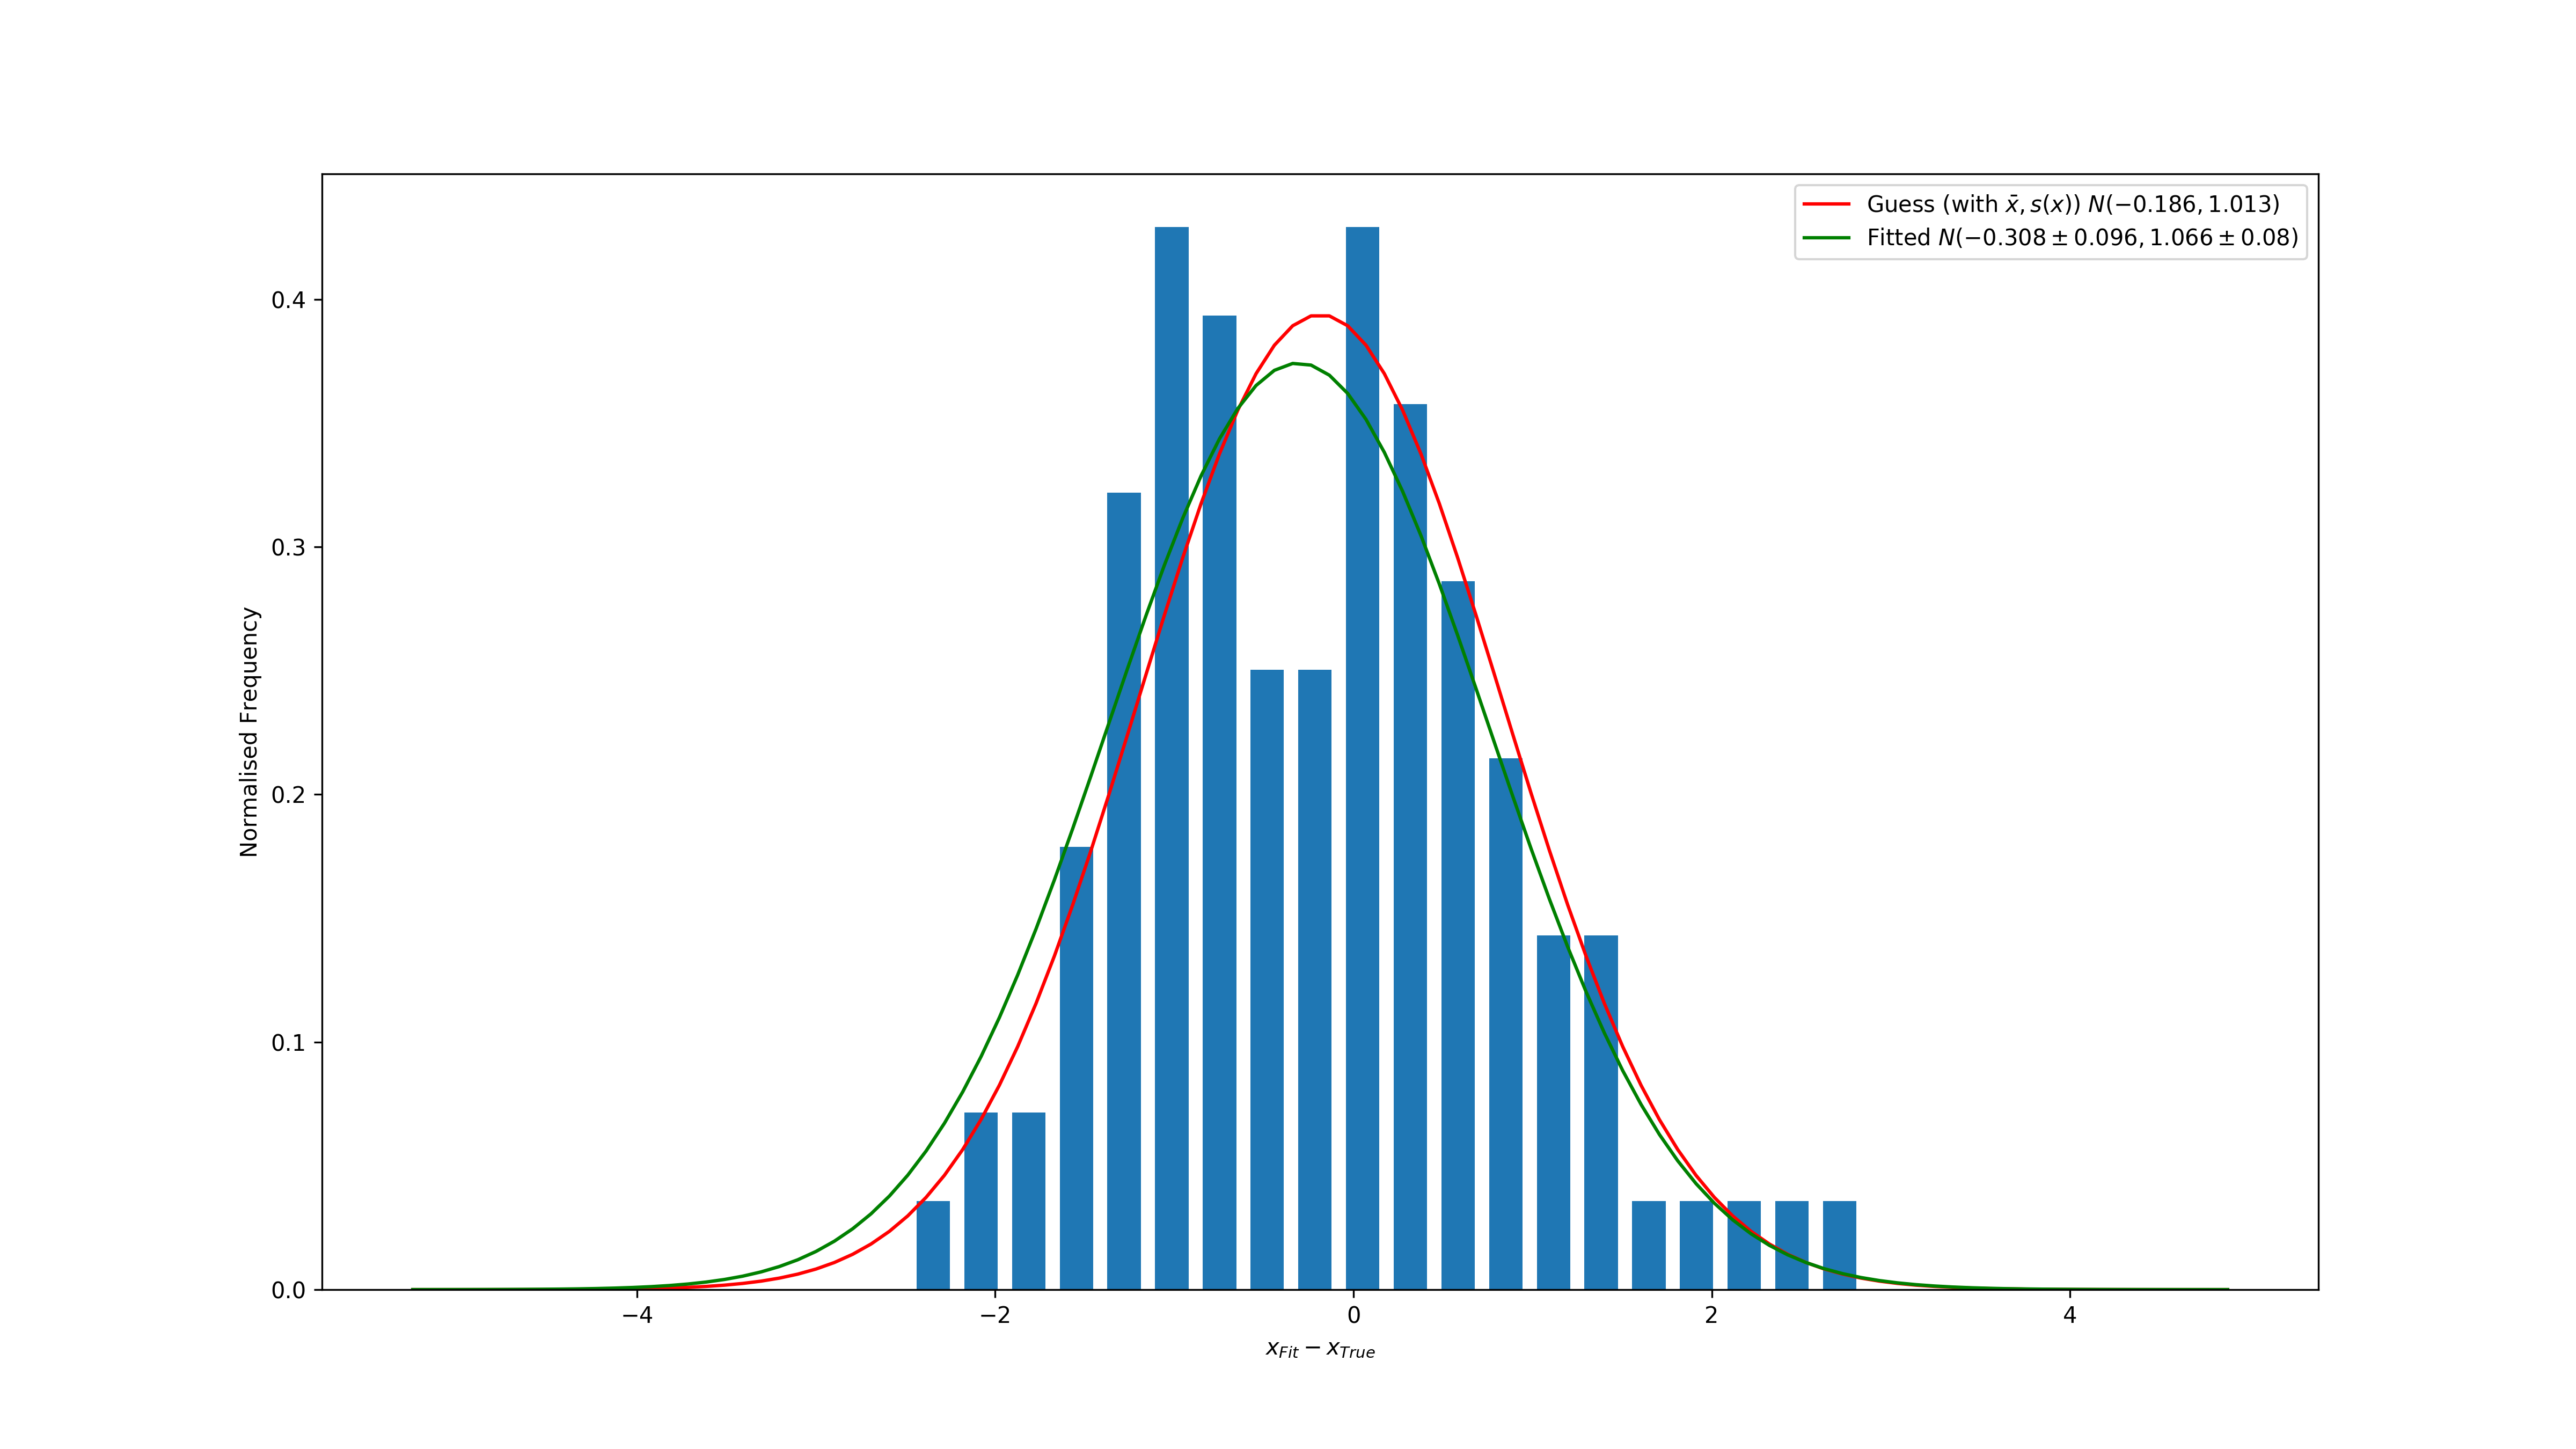 Guess (with x̄, s(x)) N(−0.186, 1.013)
Fitted N(−0.308 ± 0.096, 1.066 ± 0.08)
0.4
0.3
0.2
0.1
0.0
Normalised Frequency
−4 −2 0 2 4
x_Fit − x_True